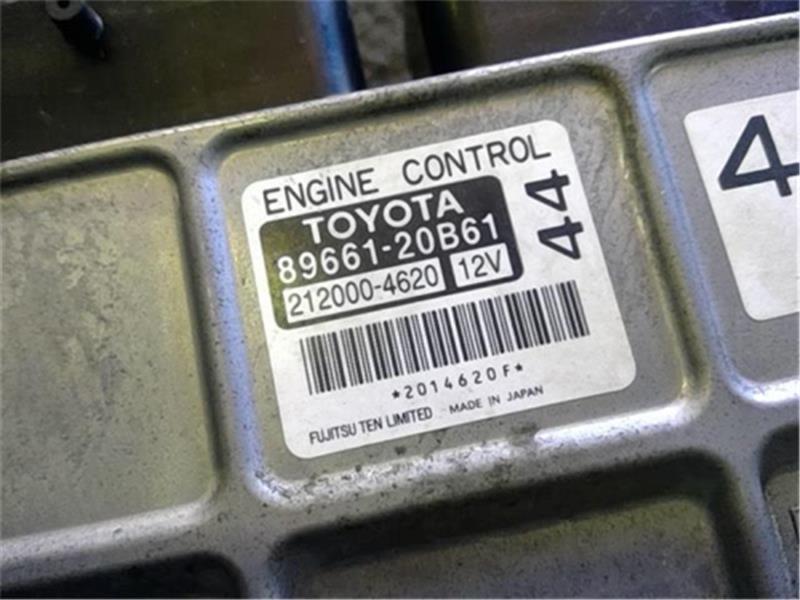 ENGINE CONTROL
TOYOTA
89661-20B61
212000-4620 12V
44
*2014620F*
FUJITSU TEN LIMITED MADE IN JAPAN
4